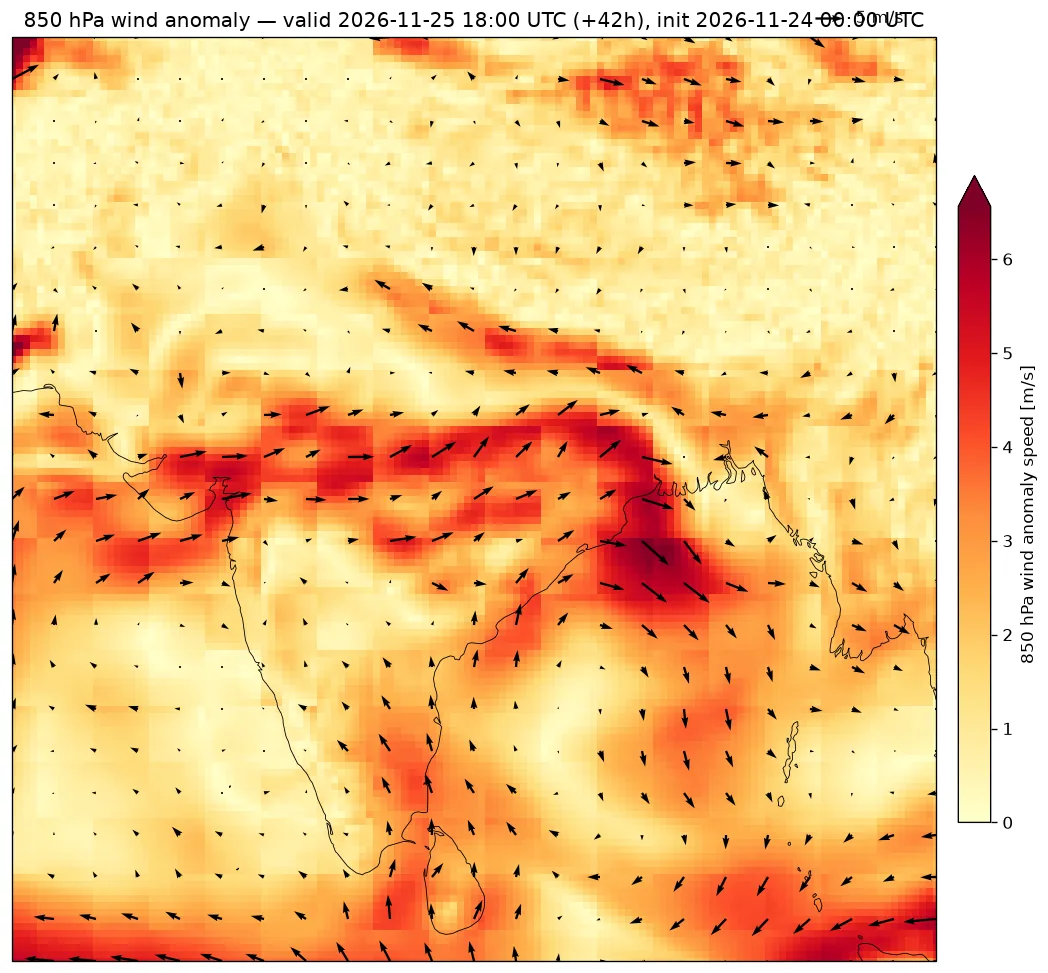 850 hPa wind anomaly — valid 2026-11-25 18:00 UTC (+42h), init 2026-11-24 00:00 UTC
5 m/s
6
5
4
3
2
1
0
850 hPa wind anomaly speed [m/s]